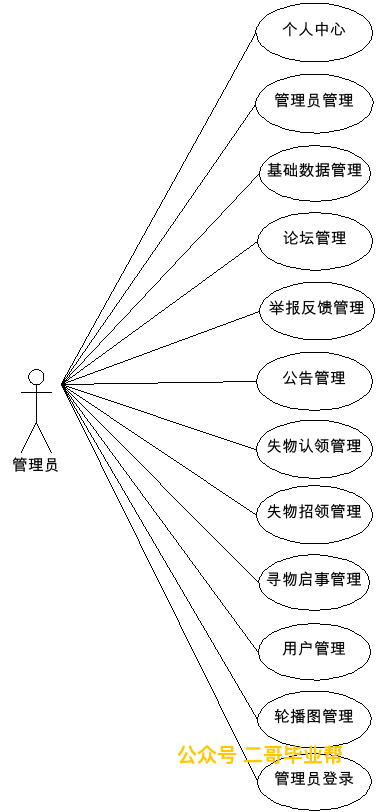 个人中心
管理员管理
基础数据管理
论坛管理
举报反馈管理
公告管理
失物认领管理
管理员
失物招领管理
寻物启事管理
用户管理
轮播图管理
公众号 二哥毕业帮
管理员登录